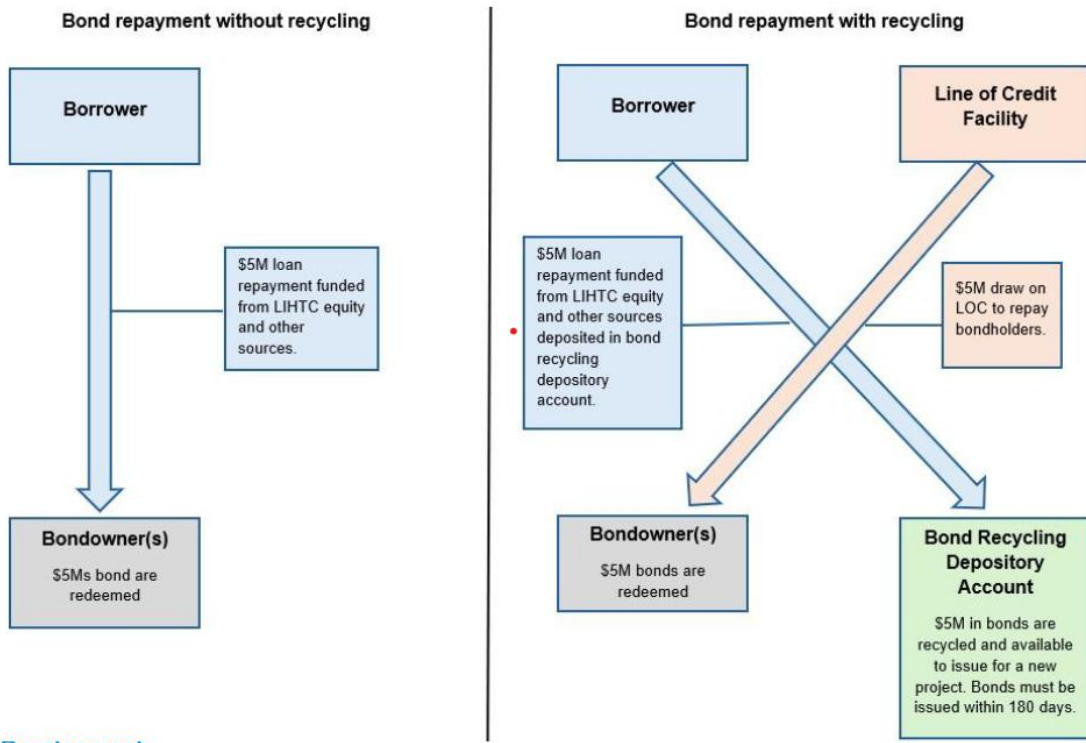 Bond repayment without recycling
Borrower
$5M loan
repayment funded
from LIHTC equity
and other
sources.
Bondowner(s)
$5Ms bond are
redeemed
Bond repayment with recycling
Borrower
Line of Credit
Facility
$5M loan
repayment funded
from LIHTC equity
and other sources
deposited in bond
recycling
depository
account.
$5M draw on
LOC to repay
bondholders.
Bondowner(s)
$5M bonds are
redeemed
Bond Recycling
Depository
Account
$5M in bonds are
recycled and available
to issue for a new
project. Bonds must be
issued within 180 days.